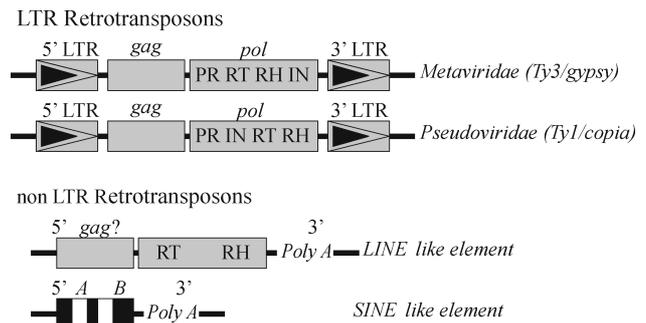 LTR Retrotransposons
5’ LTR gag pol 3’ LTR
PR RT RH IN Metaviridae (Ty3/gypsy)
5’ LTR gag pol 3’ LTR
PR IN RT RH Pseudoviridae (Ty1/copia)
non LTR Retrotransposons
5’ gag? 3’
RT RH Poly A LINE like element
5’ A B 3’
Poly A SINE like element